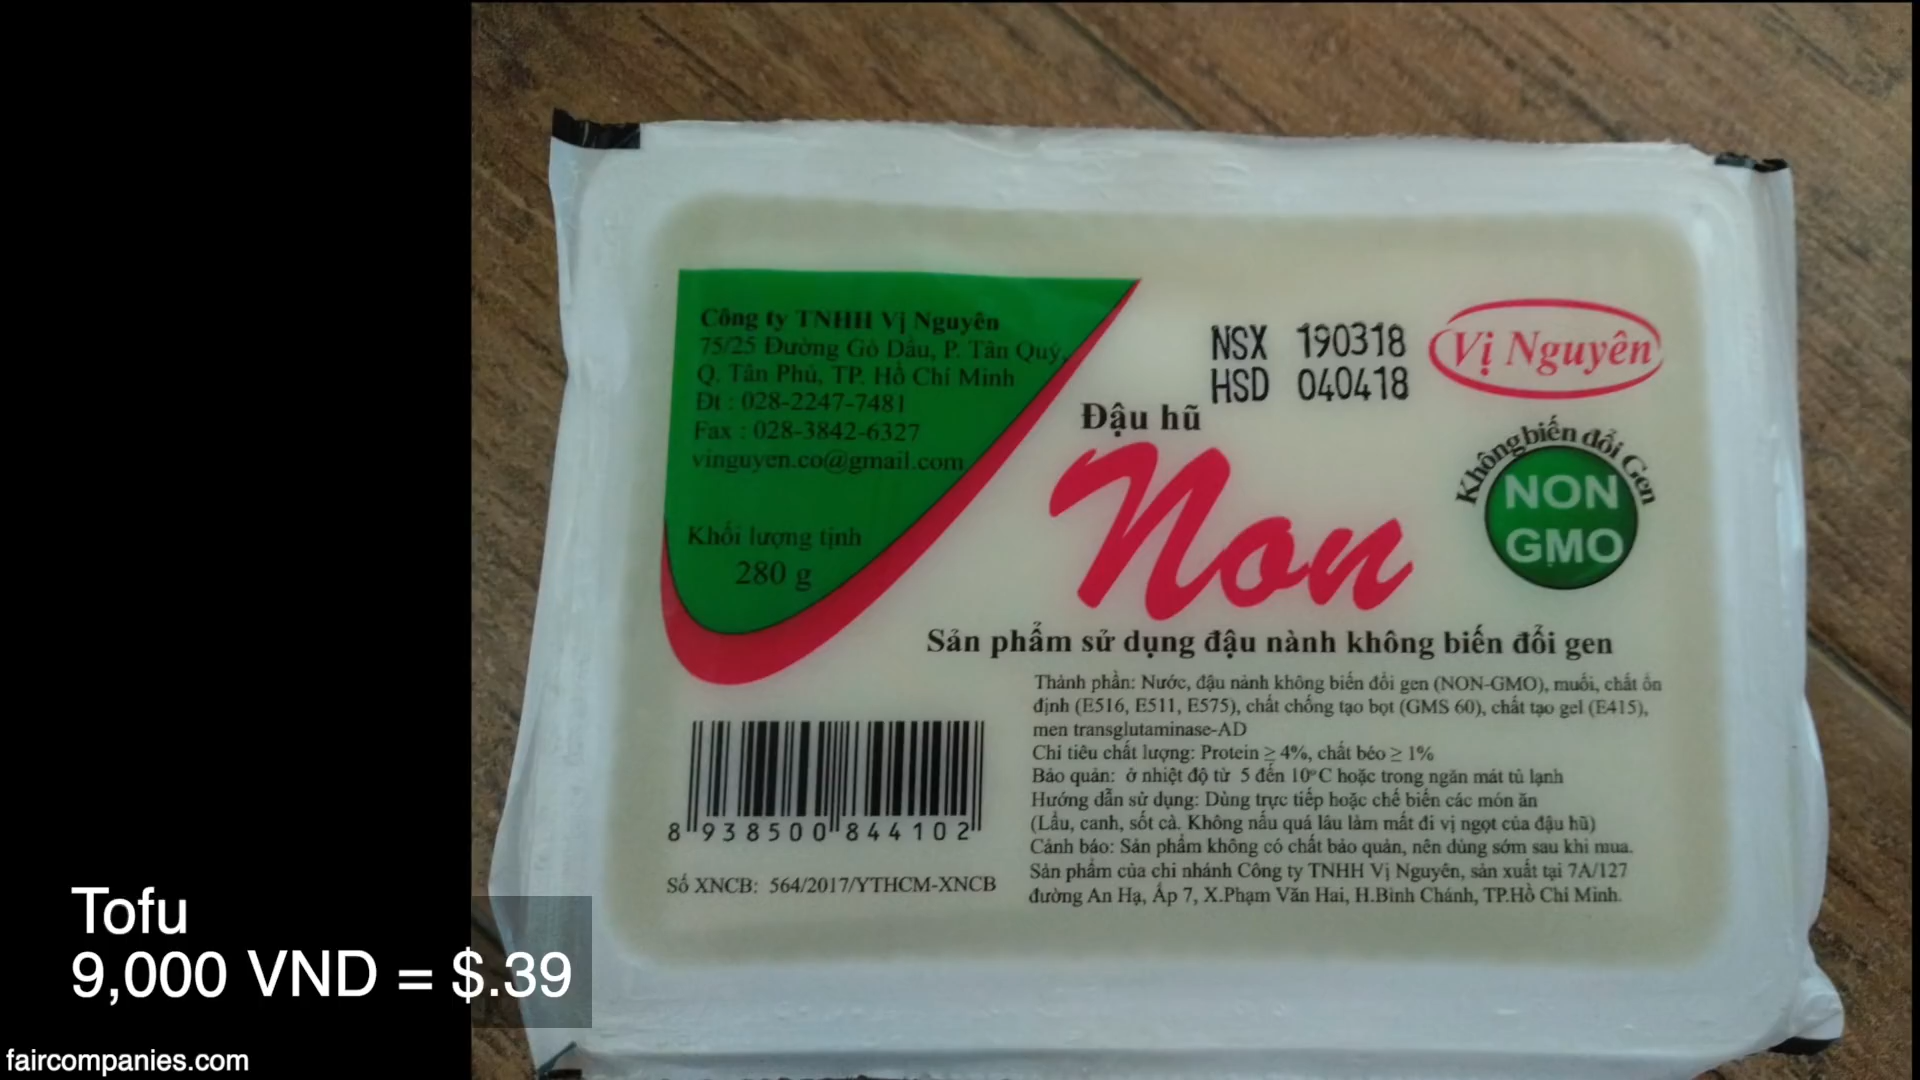 Công ty TNHH Vị Nguyên
75/25 Đường Gò Dầu, P. Tân Quý,
Q. Tân Phú, TP. Hồ Chí Minh
Đt : 028-2247-7481
Fax : 028-3842-6327
vinguyen.co@gmail.com
Khối lượng tịnh
280 g
NSX 190318
HSD 040418
Vị Nguyên
Đậu hũ
Non
Không biến đổi Gen
NON
GMO
Sản phẩm sử dụng đậu nành không biến đổi gen
Thành phần: Nước, đậu nành không biến đổi gen (NON-GMO), muối, chất ổn
định (E516, E511, E575), chất chống tạo bọt (GMS 60), chất tạo gel (E415),
men transglutaminase-AD
Chỉ tiêu chất lượng: Protein ≥ 4%, chất béo ≥ 1%
Bảo quản: ở nhiệt độ từ 5 đến 10°C hoặc trong ngăn mát tủ lạnh
Hướng dẫn sử dụng: Dùng trực tiếp hoặc chế biến các món ăn
(Lẩu, canh, sốt cà. Không nấu quá lâu làm mất đi vị ngọt của đậu hũ)
Cảnh báo: Sản phẩm không có chất bảo quản, nên dùng sớm sau khi mua.
Sản phẩm của chi nhánh Công ty TNHH Vị Nguyên, sản xuất tại 7A/127
đường An Hạ, Ấp 7, X.Phạm Văn Hai, H.Bình Chánh, TP.Hồ Chí Minh.
8 938500 844102
Số XNCB: 564/2017/YTHCM-XNCB
Tofu
9,000 VND = $.39
faircompanies.com